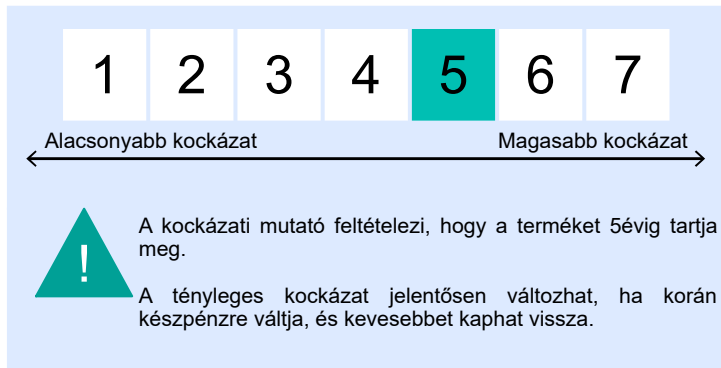 1 2 3 4 5 6 7
Alacsonyabb kockázat Magasabb kockázat
!
A kockázati mutató feltételezi, hogy a terméket 5évig tartja
meg.
A tényleges kockázat jelentősen változhat, ha korán
készpénzre váltja, és kevesebbet kaphat vissza.